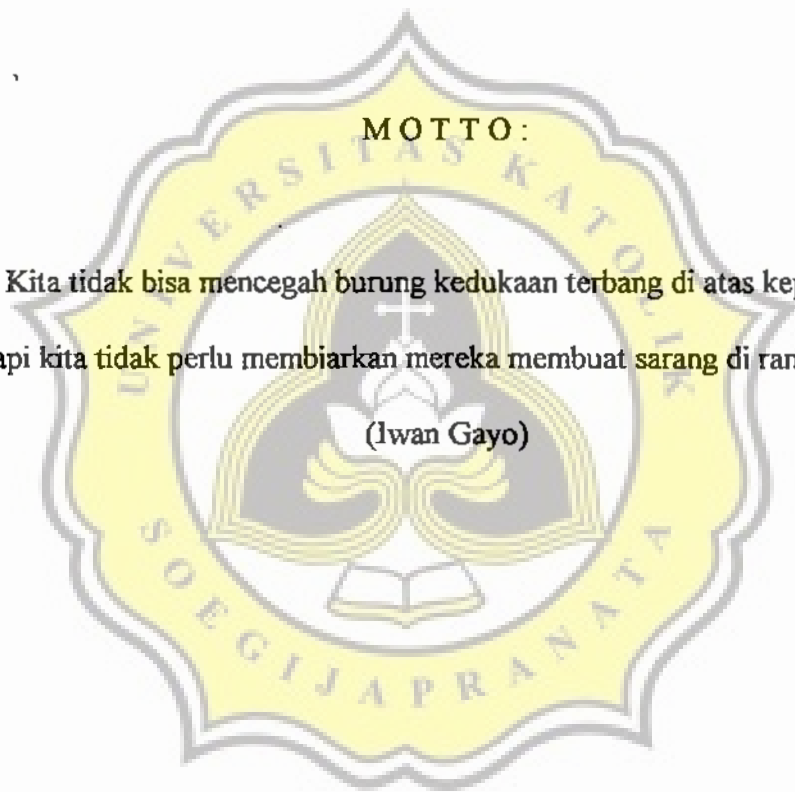 MOTTO:
UNIVERSITAS KATOLIK
Kita tidak bisa mencegah burung kedukaan terbang di atas
api kita tidak perlu membiarkan mereka membuat sarang di
(Iwan Gayo)
SOEGIJAPRANATA